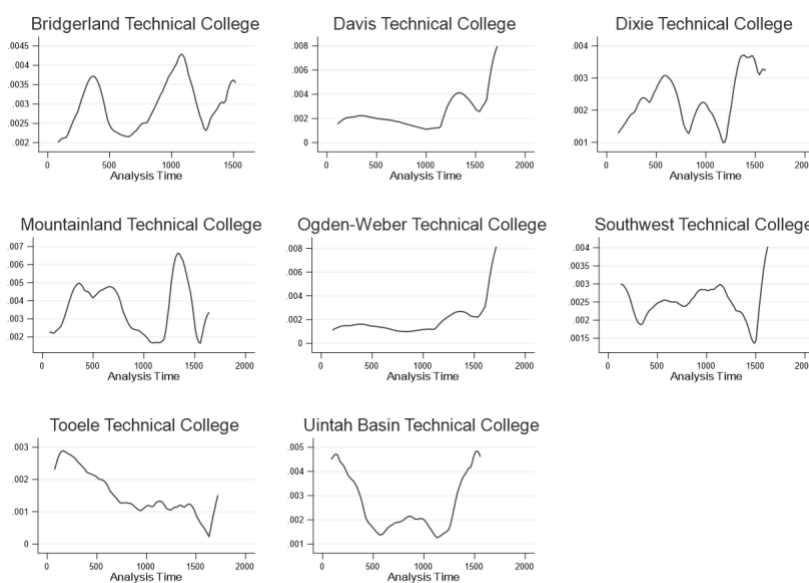 Bridgerland Technical College
.0045
.004
.0035
.003
.0025
.002
0 500 1000 1500
Analysis Time
Davis Technical College
.008
.006
.004
.002
0
0 500 1000 1500 2000
Analysis Time
Dixie Technical College
.004
.003
.002
.001
0 500 1000 1500 200
Analysis Time
Mountainland Technical College
.007
.006
.005
.004
.003
.002
0 500 1000 1500 2000
Analysis Time
Ogden-Weber Technical College
.008
.006
.004
.002
0
0 500 1000 1500 2000
Analysis Time
Southwest Technical College
.004
.0035
.003
.0025
.002
.0015
0 500 1000 1500 200
Analysis Time
Tooele Technical College
.003
.002
.001
0
0 500 1000 1500 2000
Analysis Time
Uintah Basin Technical College
.005
.004
.003
.002
.001
0 500 1000 1500 2000
Analysis Time